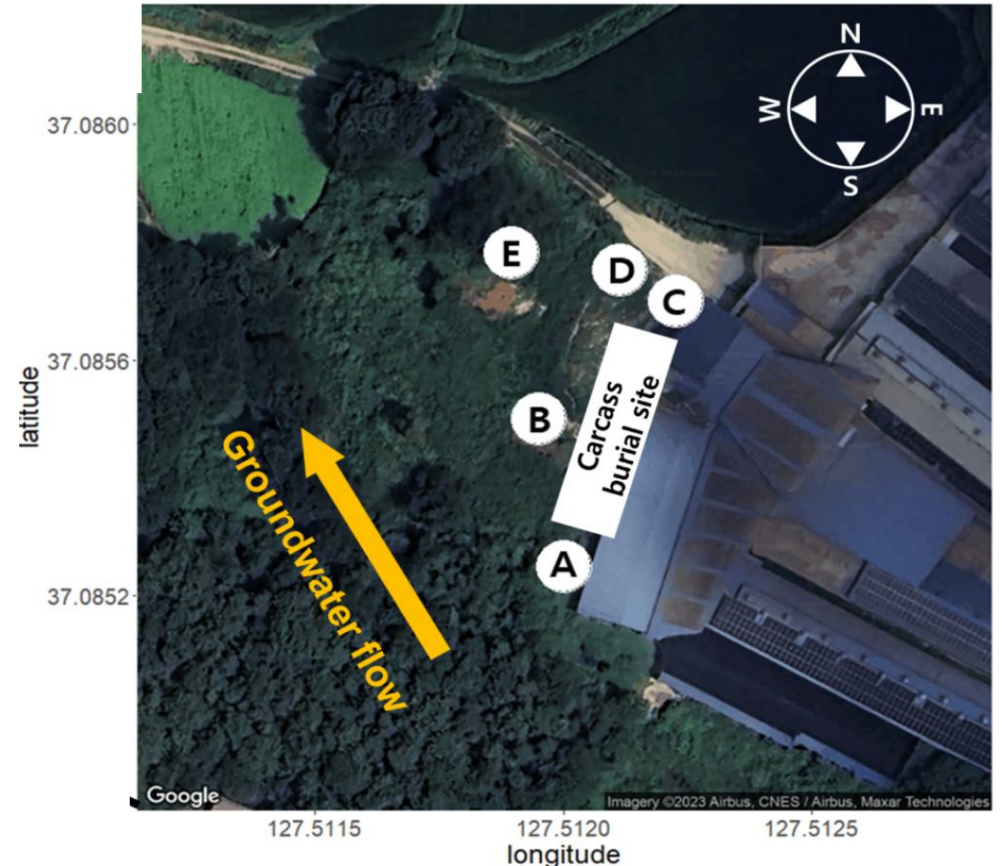 N
W
E
S
37.0860
E
D
C
37.0856
latitude
B
Carcass
burial site
Groundwater flow
A
37.0852
Google
Imagery ©2023 Airbus, CNES / Airbus, Maxar Technologies
127.5115
127.5120
127.5125
longitude